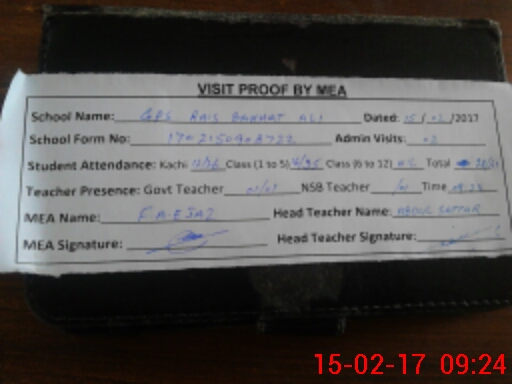 VISIT PROOF BY MEA
School Name: GPS RAIS BAKHAT ALI Dated: 15/02/2017
School Form No: Admin Visits: 02
Student Attendance: Kachi Class (1 to 5) Class (6 to 12) Total
Teacher Presence: Govt Teacher NSB Teacher Time
MEA Name: F.A. EJAZ Head Teacher Name: ABDUL SATTAR
MEA Signature: Head Teacher Signature:
15-02-17 09:24